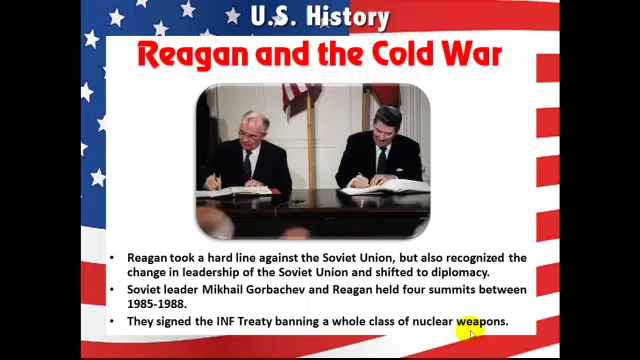 U.S. History
Reagan and the Cold War
• Reagan took a hard line against the Soviet Union, but also recognized the
change in leadership of the Soviet Union and shifted to diplomacy.
• Soviet leader Mikhail Gorbachev and Reagan held four summits between
1985-1988.
• They signed the INF Treaty banning a whole class of nuclear weapons.